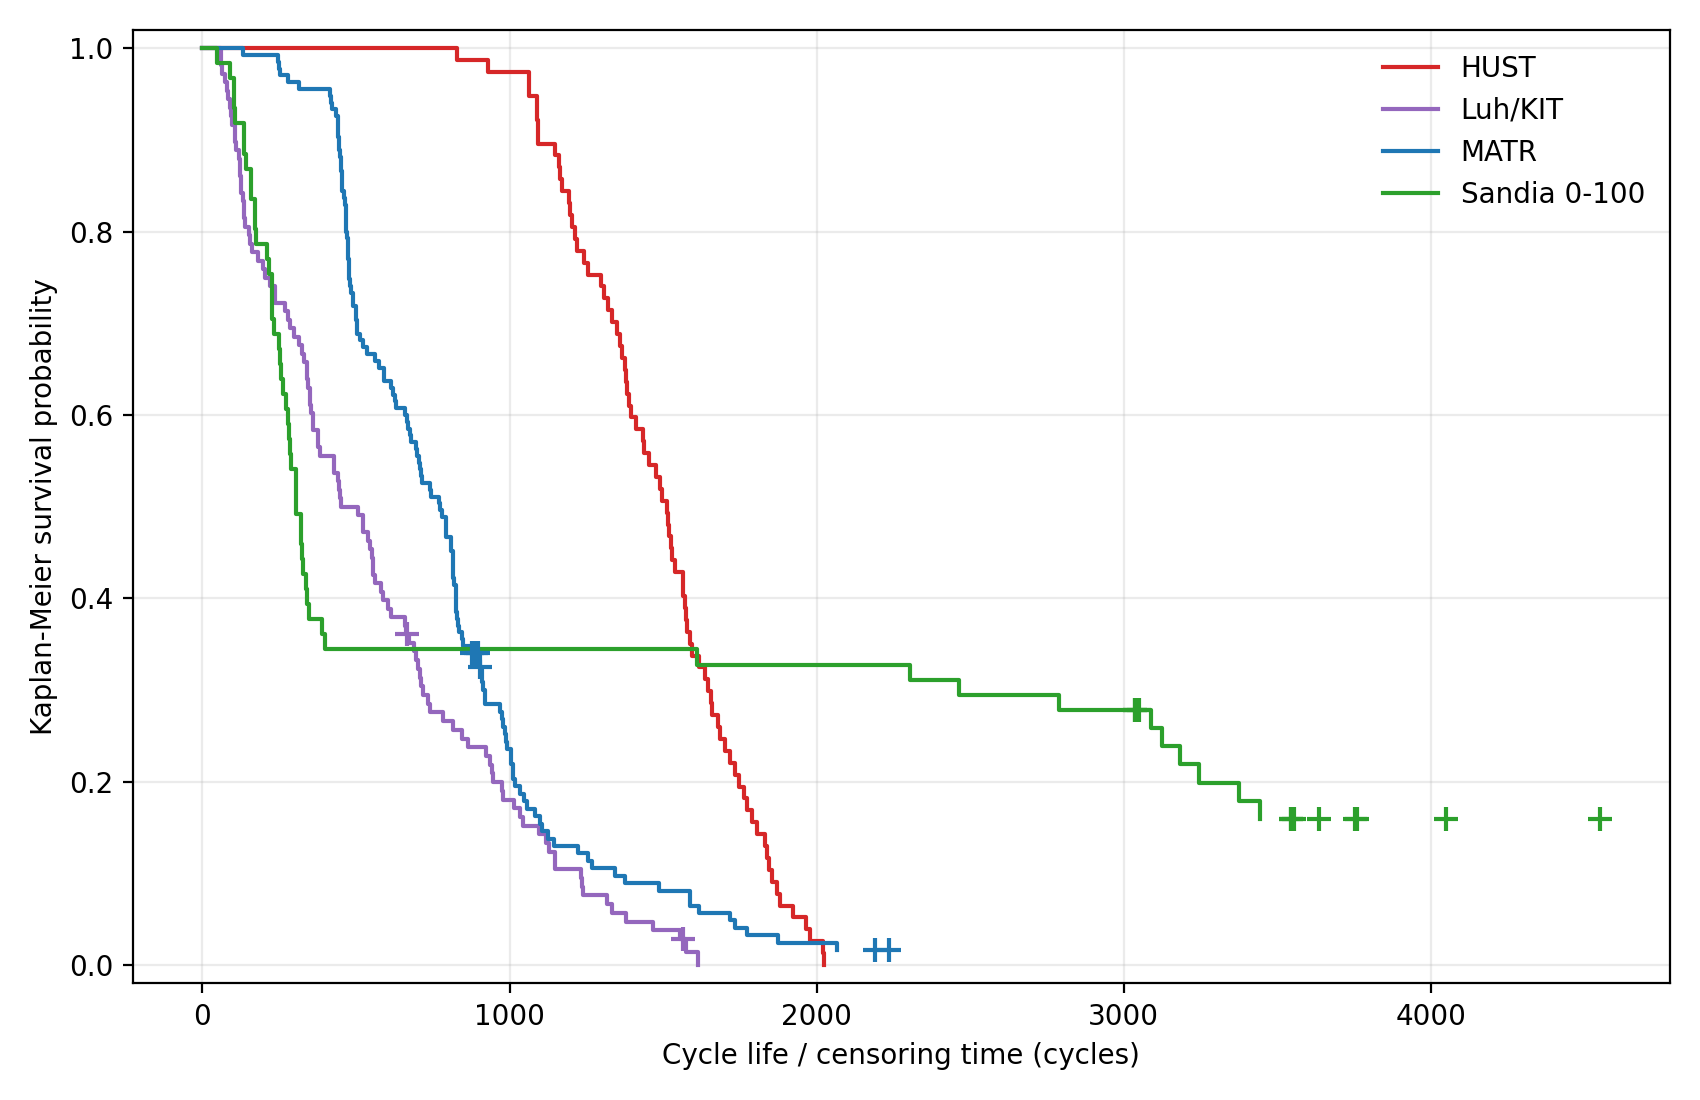 HUST
Luh/KIT
MATR
Sandia 0-100
Kaplan-Meier survival probability
1.0
0.8
0.6
0.4
0.2
0.0
0 1000 2000 3000 4000
Cycle life / censoring time (cycles)